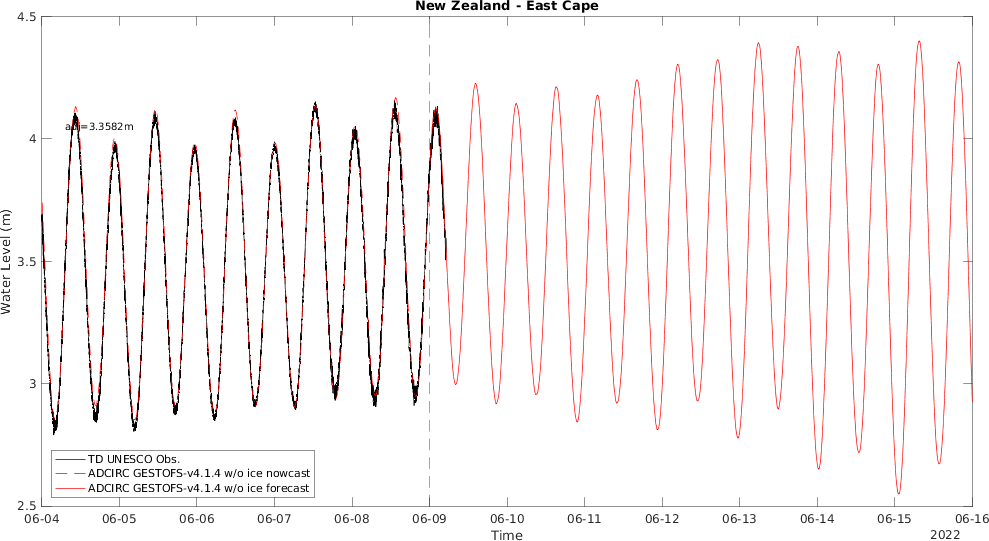 New Zealand - East Cape
4.5
4
3.5
3
2.5
Water Level (m)
adj=3.3582m
TD UNESCO Obs.
ADCIRC GESTOFS-v4.1.4 w/o ice nowcast
ADCIRC GESTOFS-v4.1.4 w/o ice forecast
06-04 06-05 06-06 06-07 06-08 06-09 06-10 06-11 06-12 06-13 06-14 06-15 06-16
Time
2022